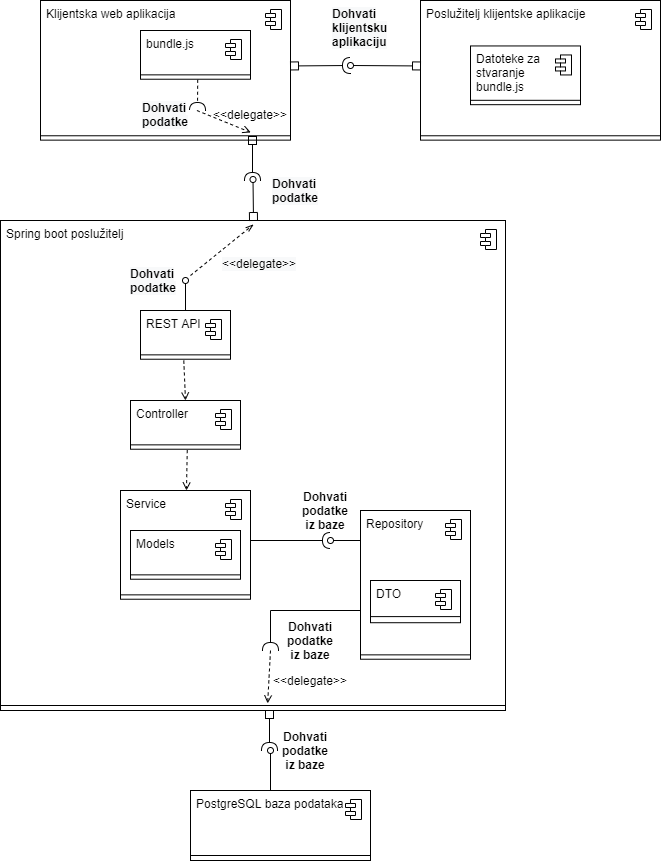 Klijentska web aplikacija
bundle.js
Dohvati
podatke
<<delegate>>
Dohvati
klijentsku
aplikaciju
Poslužitelj klijentske aplikacije
Datoteke za
stvaranje
bundle.js
Dohvati
podatke
Spring boot poslužitelj
<<delegate>>
Dohvati
podatke
REST API
Controller
Service
Models
Dohvati
podatke
iz baze
Repository
DTO
Dohvati
podatke
iz baze
<<delegate>>
Dohvati
podatke
iz baze
PostgreSQL baza podataka